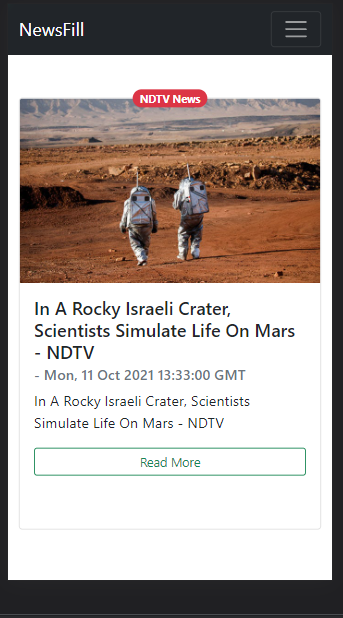 NewsFill
NDTV News
In A Rocky Israeli Crater,
Scientists Simulate Life On Mars
- NDTV
- Mon, 11 Oct 2021 13:33:00 GMT
In A Rocky Israeli Crater, Scientists
Simulate Life On Mars - NDTV
Read More